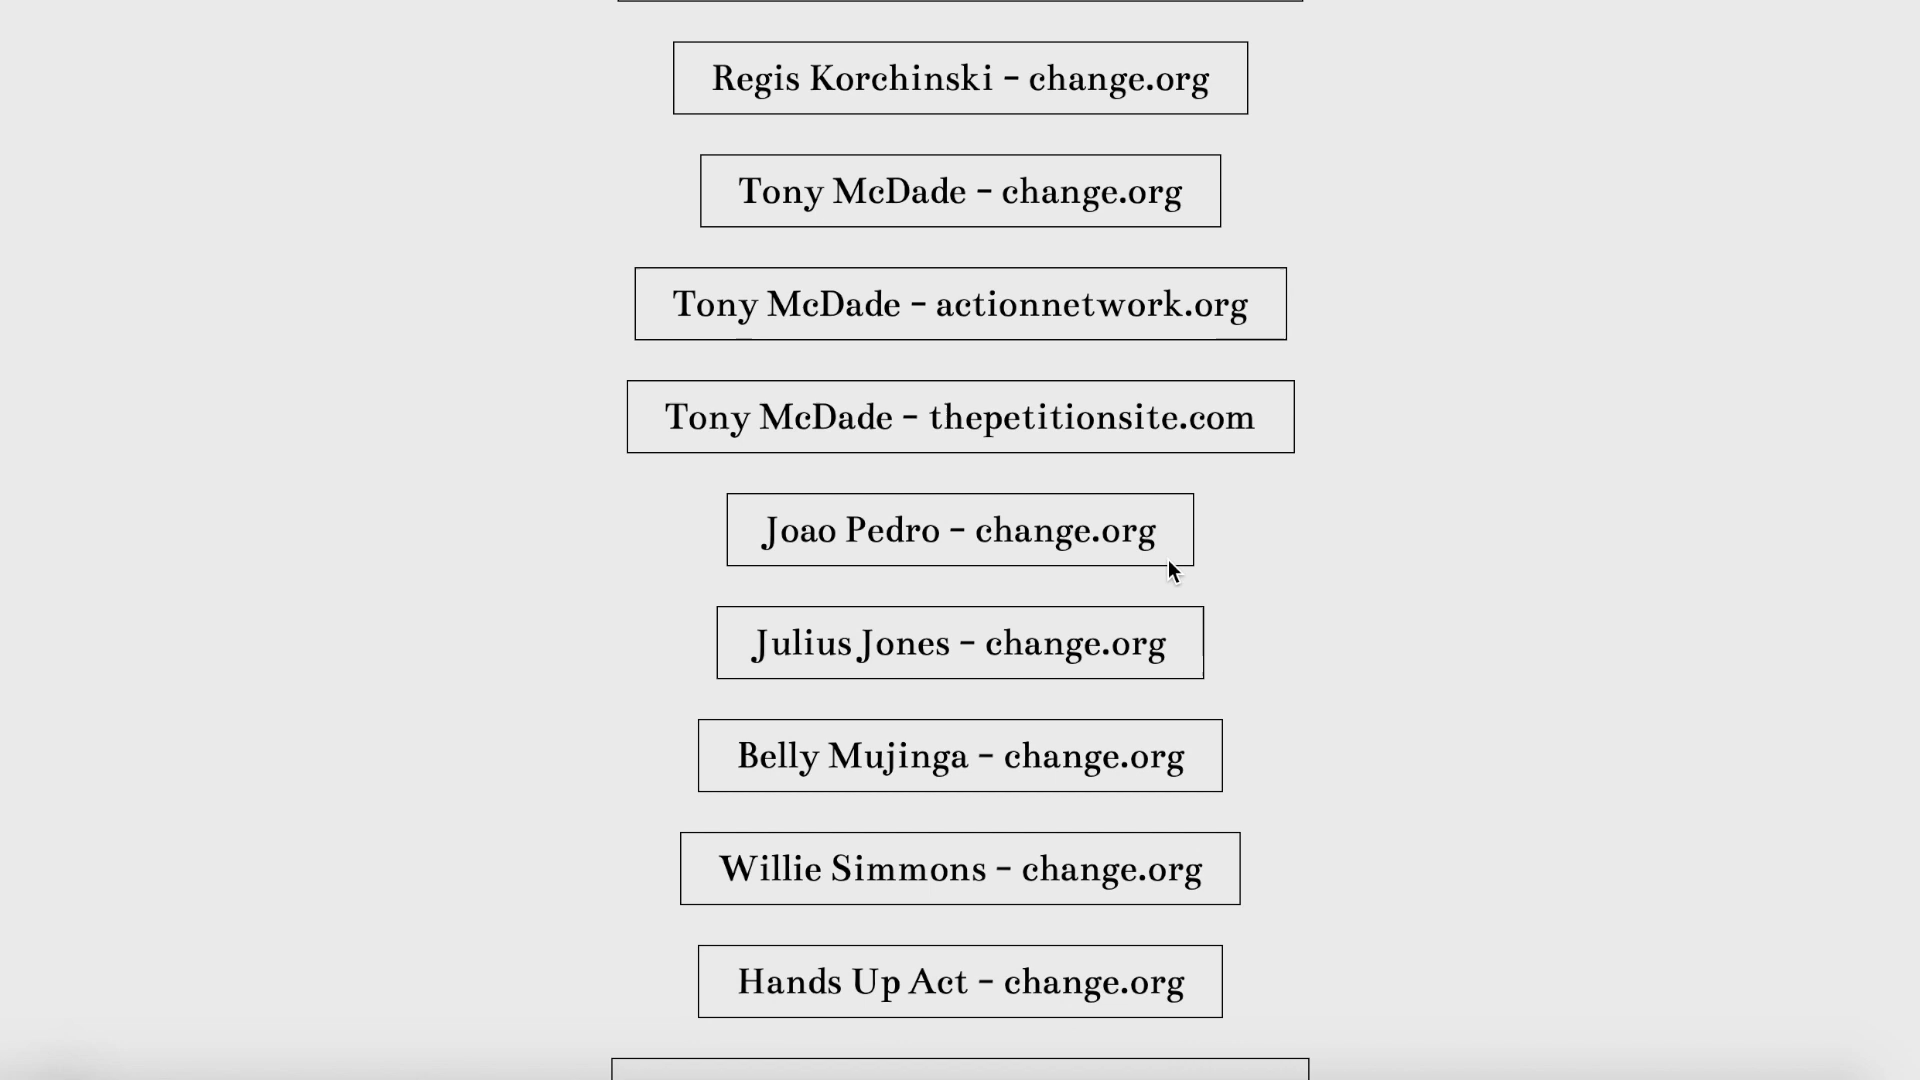 Regis Korchinski - change.org
Tony McDade - change.org
Tony McDade - actionnetwork.org
Tony McDade - thepetitionsite.com
Joao Pedro - change.org
Julius Jones - change.org
Belly Mujinga - change.org
Willie Simmons - change.org
Hands Up Act - change.org